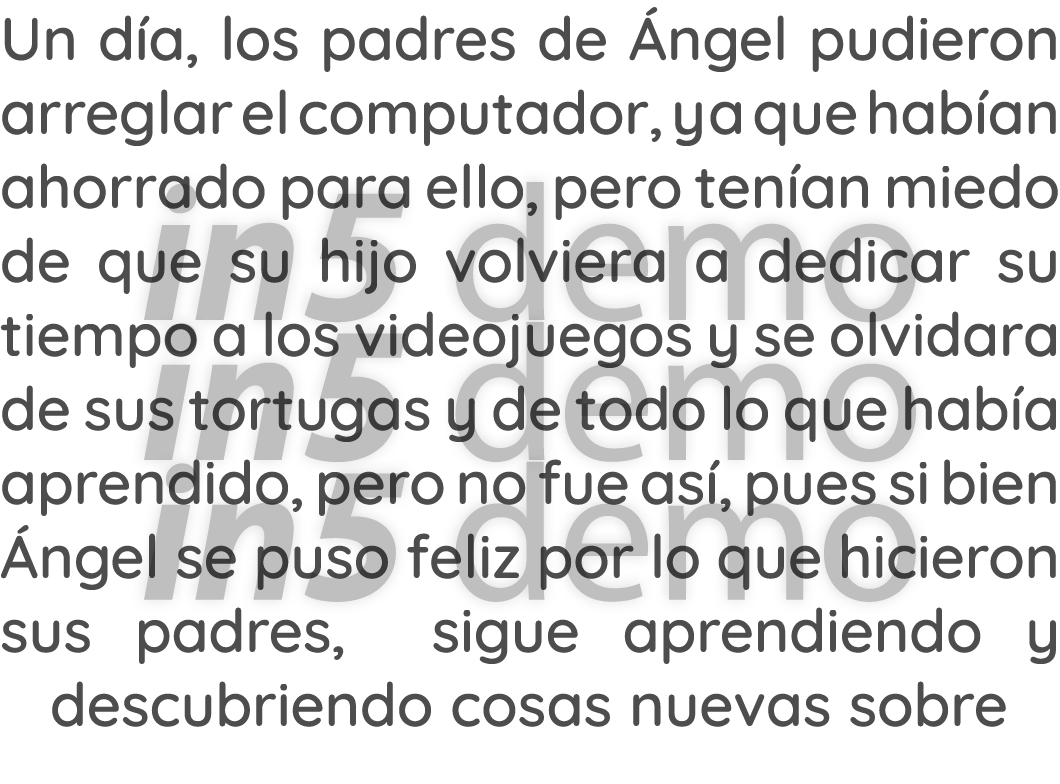 Un día, los padres de Ángel pudieron
arreglar el computador, ya que habían
ahorrado para ello, pero tenían miedo
de que su hijo volviera a dedicar su
tiempo a los videojuegos y se olvidara
de sus tortugas y de todo lo que había
aprendido, pero no fue así, pues si bien
Ángel se puso feliz por lo que hicieron
sus padres, sigue aprendiendo y
descubriendo cosas nuevas sobre
in5 demo
in5 demo
in5 demo